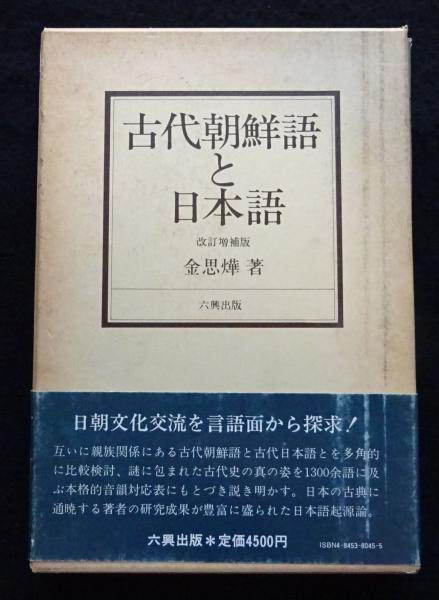 古代朝鮮語
と
日本語
改訂増補版
金思燁 著
六興出版
日朝文化交流を言語面から探求!
互いに親族関係にある古代朝鮮語と古代日本語とを多角的
に比較検討、謎に包まれた古代史の真の姿を1300余語に及
ぶ本格的音韻対応表にもとづき説き明かす。日本の古典に
通暁する著者の研究成果が豊富に盛られた日本語起源論。
六興出版*定価4500円
ISBN4-8453-8045-5